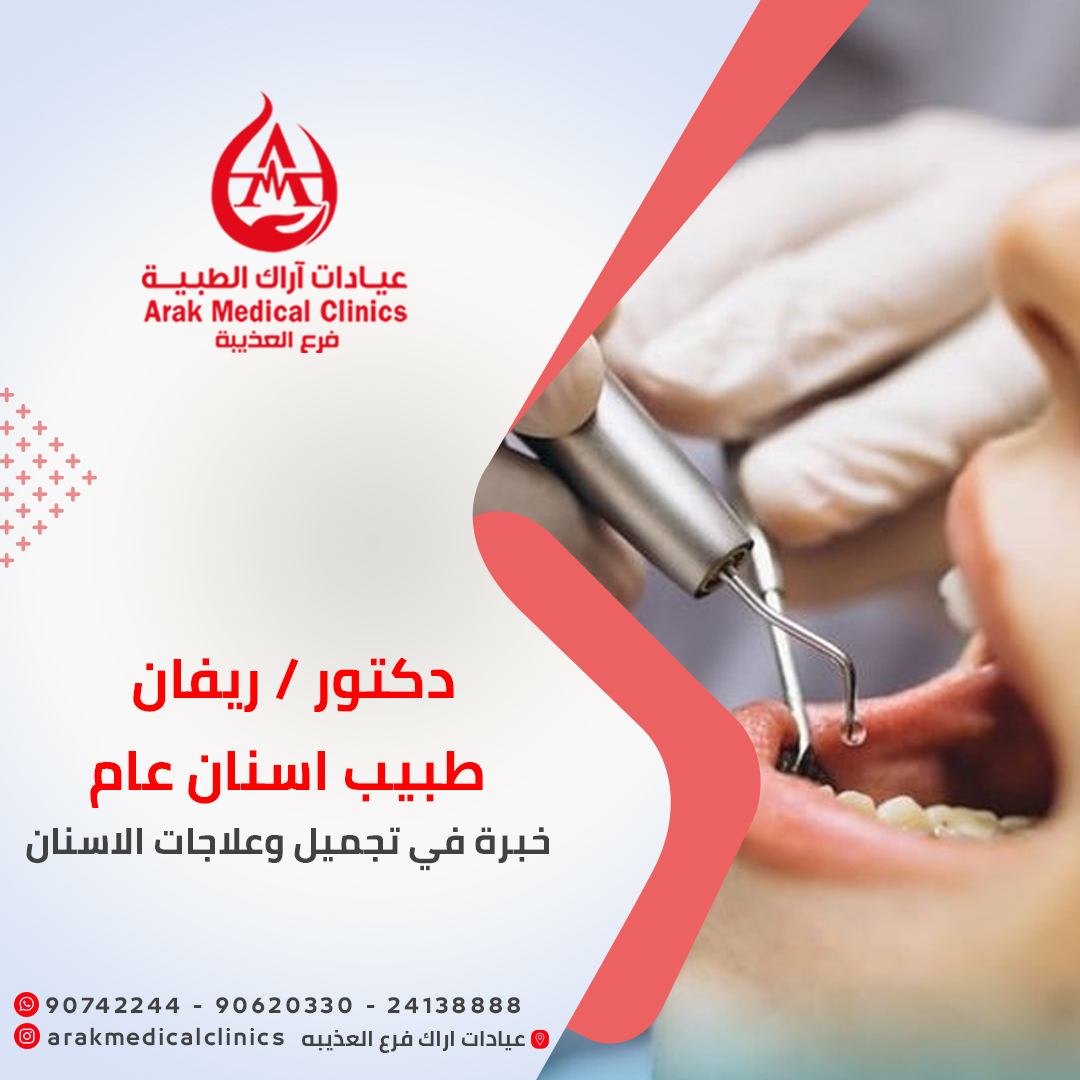 عيادات آراك الطبية
Arak Medical Clinics
فرع العذيبة
دكتور / ريفان
طبيب اسنان عام
خبرة في تجميل وعلاجات الاسنان
90742244 - 90620330 - 24138888
arakmedicalclinics عيادات اراك فرع العذيبه